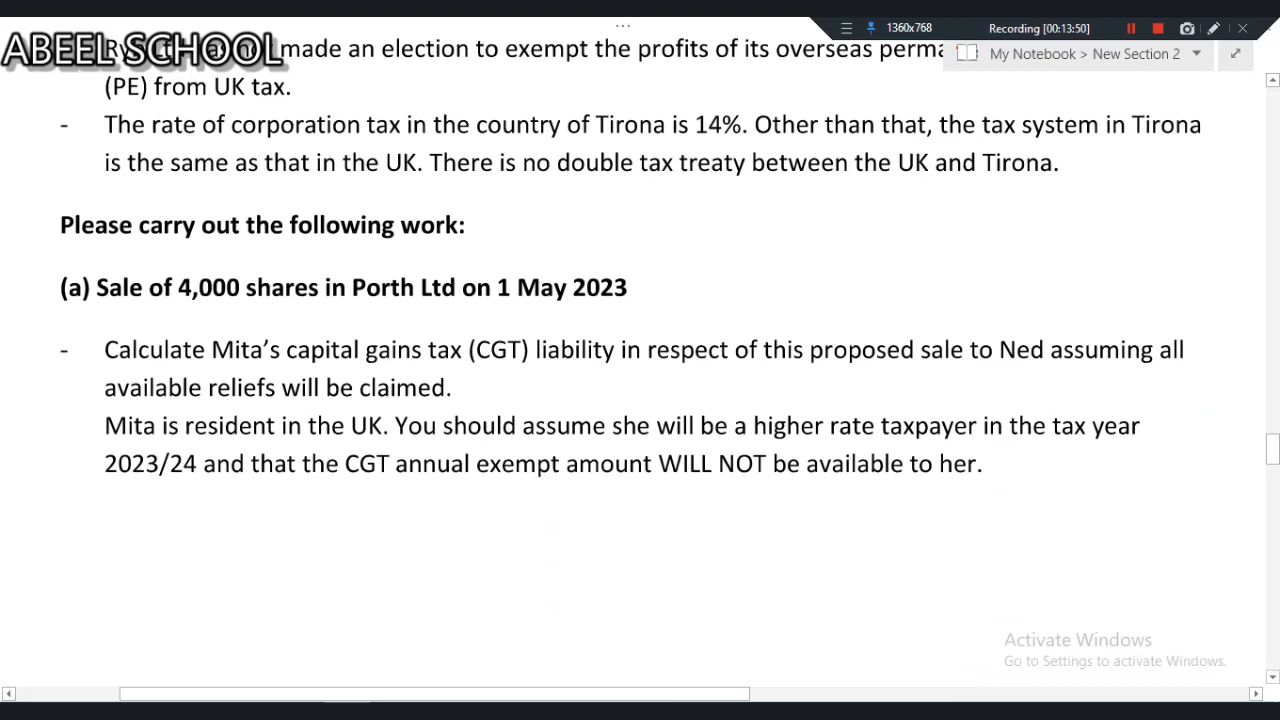 1360x768
Recording [00:13:50]
ABEEL SCHOOL
made an election to exempt the profits of its overseas
My Notebook > New Section 2
(PE) from UK tax.
- The rate of corporation tax in the country of Tirona is 14%. Other than that, the tax system in Tirona
is the same as that in the UK. There is no double tax treaty between the UK and Tirona.
Please carry out the following work:
(a) Sale of 4,000 shares in Porth Ltd on 1 May 2023
- Calculate Mita's capital gains tax (CGT) liability in respect of this proposed sale to Ned assuming all
available reliefs will be claimed.
Mita is resident in the UK. You should assume she will be a higher rate taxpayer in the tax year
2023/24 and that the CGT annual exempt amount WILL NOT be available to her.
Activate Windows
Go to Settings to activate Windows.